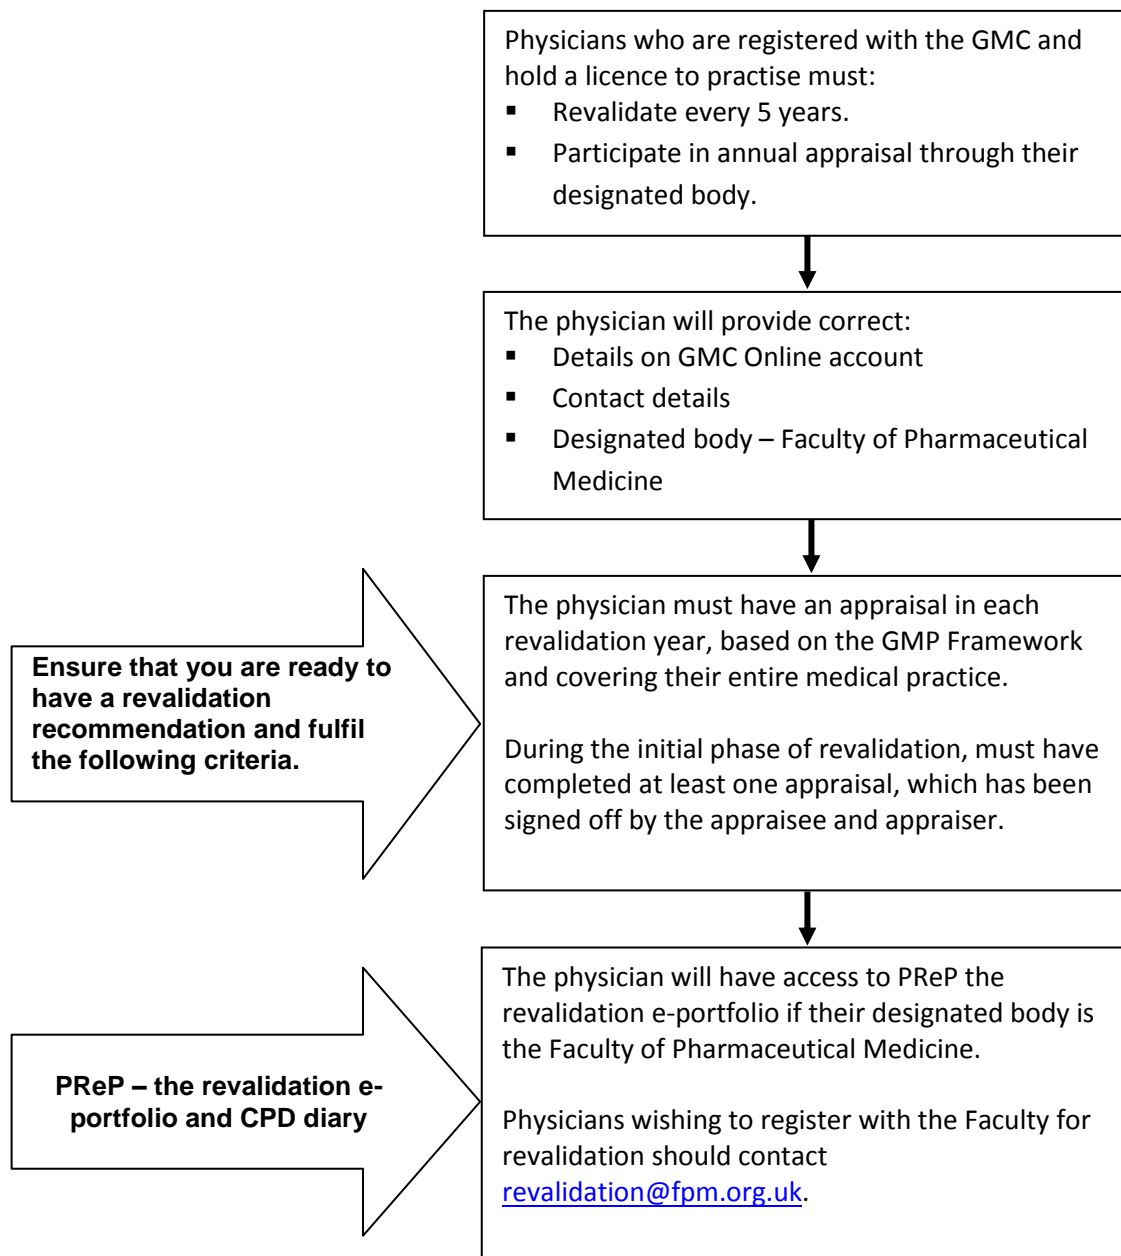 Physicians who are registered with the GMC and
hold a licence to practise must:
▪ Revalidate every 5 years.
▪ Participate in annual appraisal through their
designated body.
The physician will provide correct:
▪ Details on GMC Online account
▪ Contact details
▪ Designated body – Faculty of Pharmaceutical
Medicine
Ensure that you are ready to
have a revalidation
recommendation and fulfil
the following criteria.
The physician must have an appraisal in each
revalidation year, based on the GMP Framework
and covering their entire medical practice.
During the initial phase of revalidation, must have
completed at least one appraisal, which has been
signed off by the appraisee and appraiser.
PReP – the revalidation e-
portfolio and CPD diary
The physician will have access to PReP the
revalidation e-portfolio if their designated body is
the Faculty of Pharmaceutical Medicine.
Physicians wishing to register with the Faculty for
revalidation should contact
revalidation@fpm.org.uk.